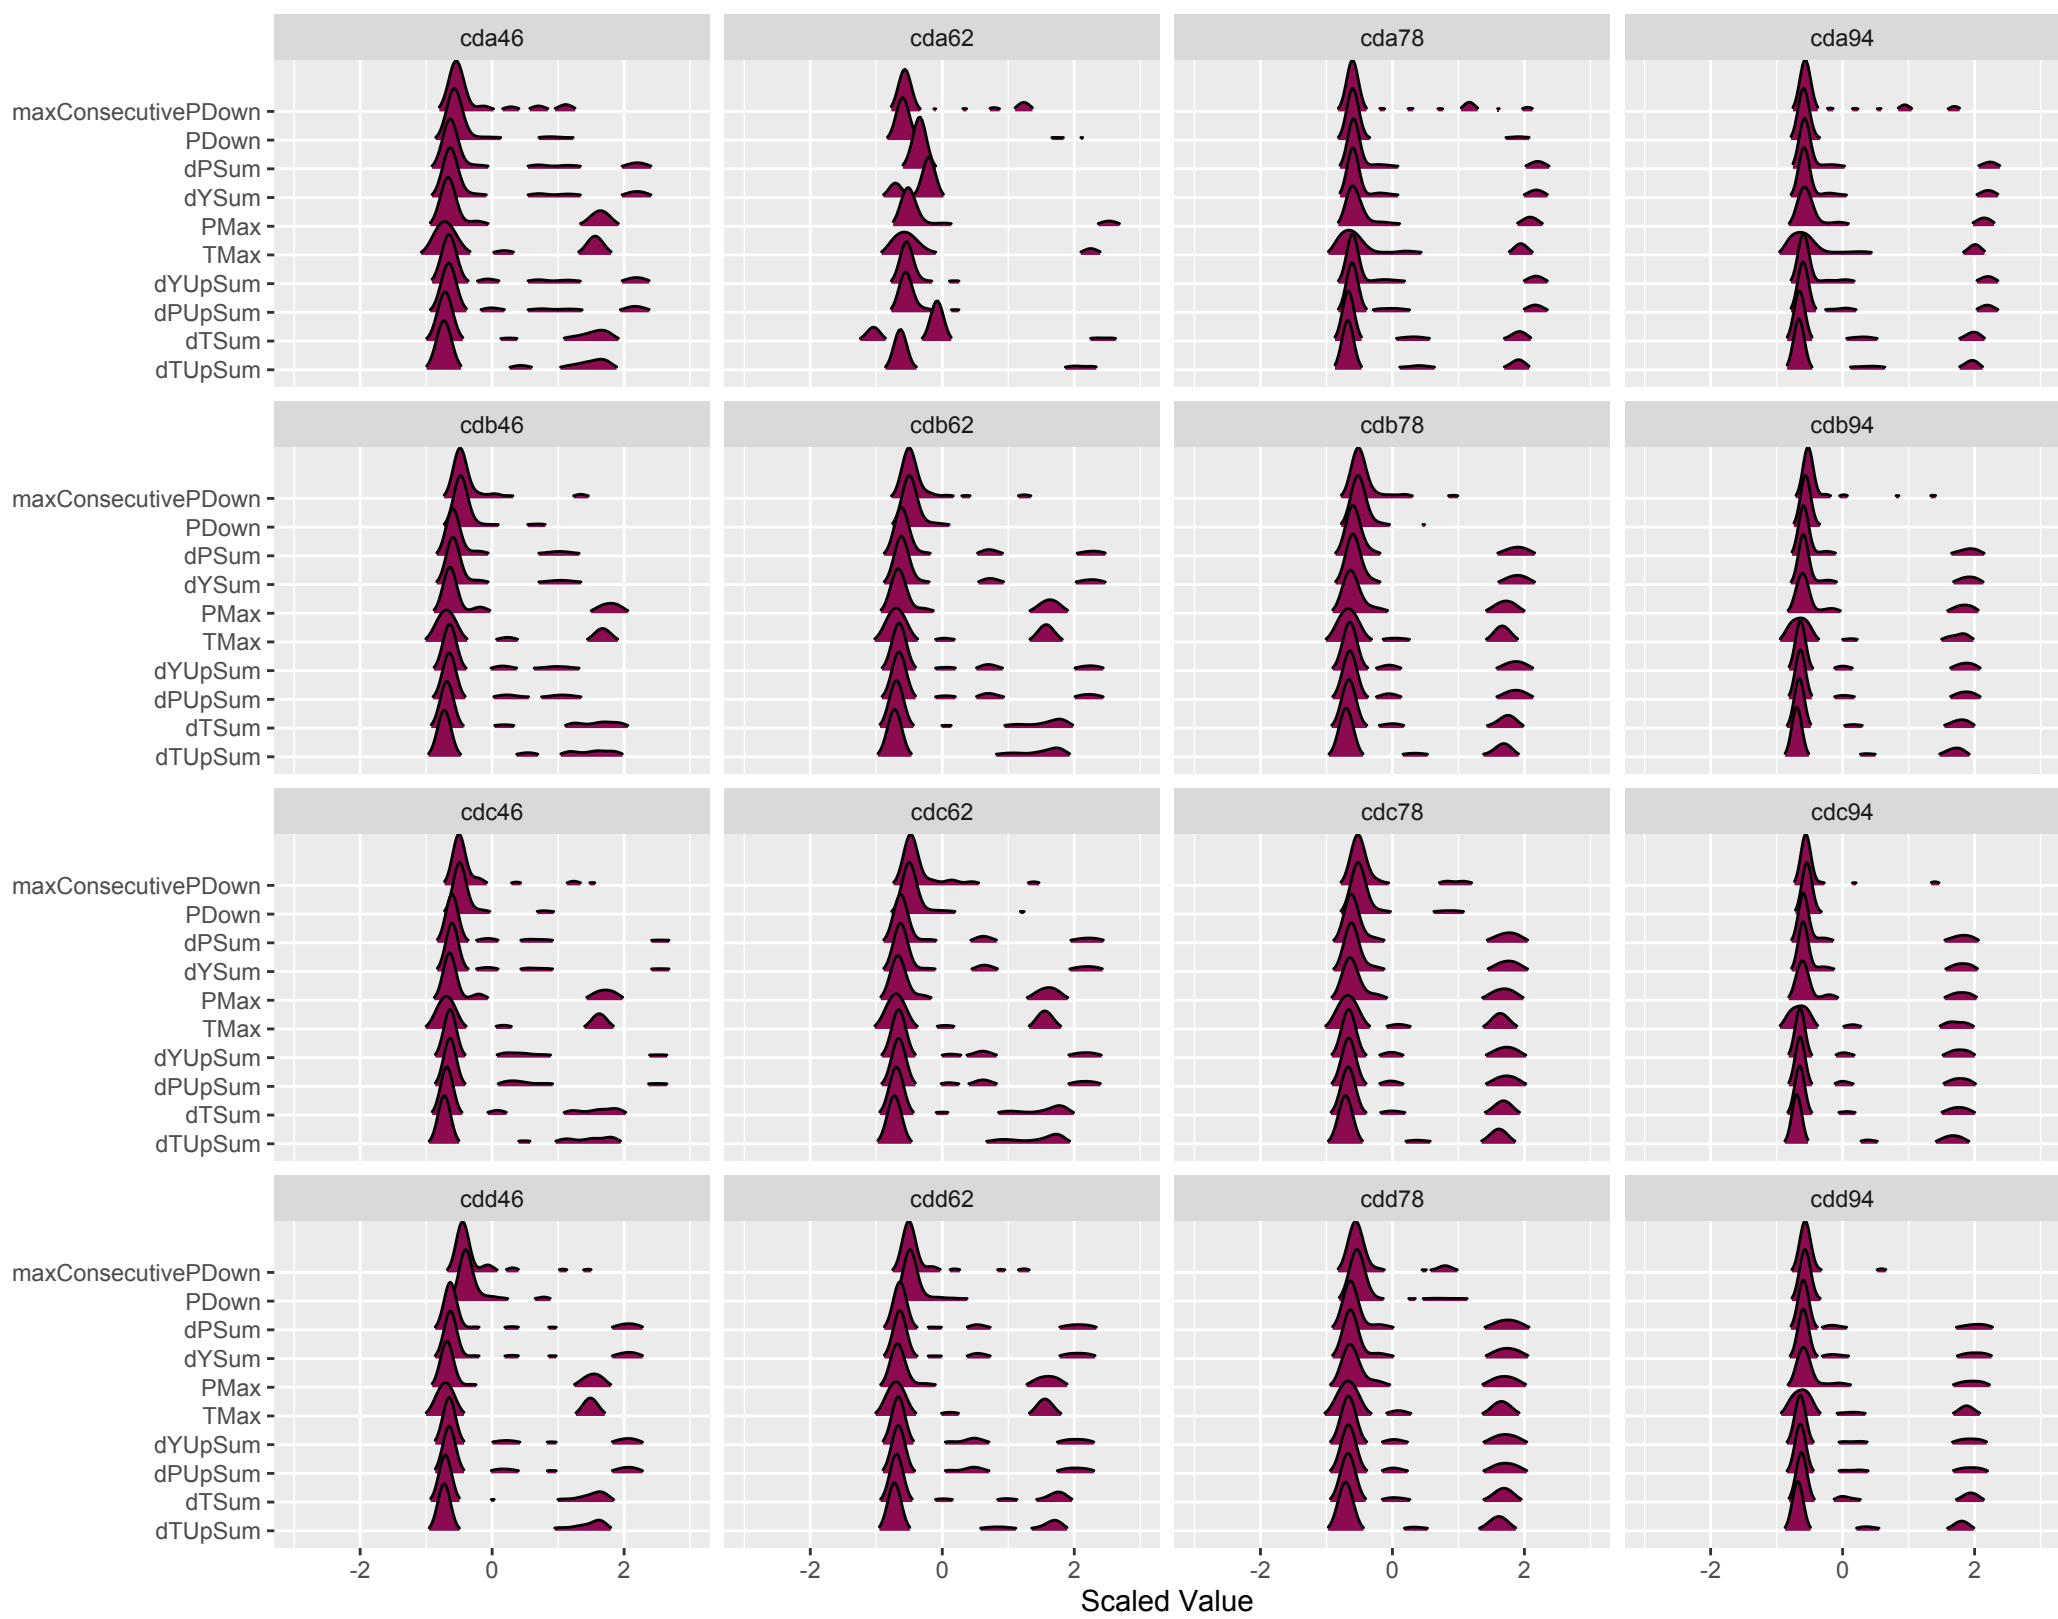 cda46 cda62 cda78 cda94
maxConsecutivePDown
PDown
dPSum
dYSum
PMax
TMax
dYUpSum
dPUpSum
dTSum
dTUpSum
cdb46 cdb62 cdb78 cdb94
maxConsecutivePDown
PDown
dPSum
dYSum
PMax
TMax
dYUpSum
dPUpSum
dTSum
dTUpSum
cdc46 cdc62 cdc78 cdc94
maxConsecutivePDown
PDown
dPSum
dYSum
PMax
TMax
dYUpSum
dPUpSum
dTSum
dTUpSum
cdd46 cdd62 cdd78 cdd94
maxConsecutivePDown
PDown
dPSum
dYSum
PMax
TMax
dYUpSum
dPUpSum
dTSum
dTUpSum
-2 0 2 -2 0 2 -2 0 2 -2 0 2
Scaled Value